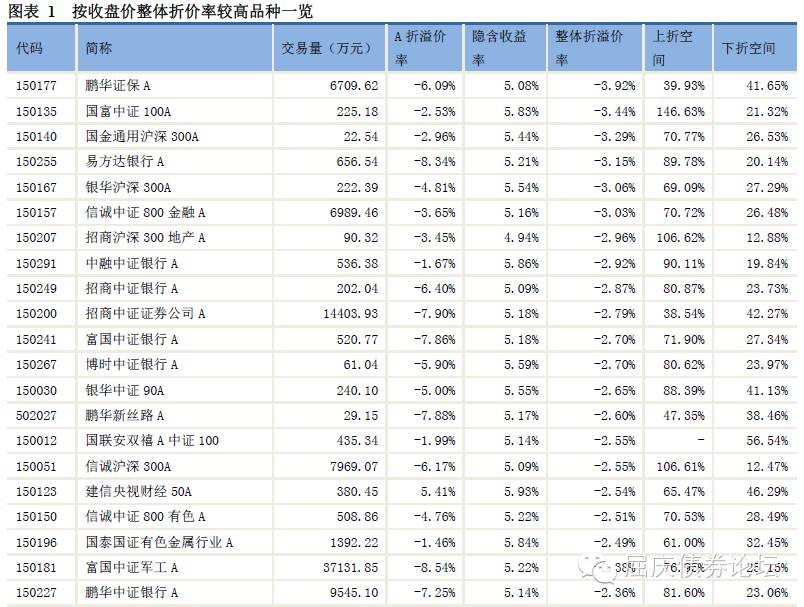 图表 1 按收盘价整体折价率较高品种一览
代码 简称 交易量（万元） A 折溢价率 隐含收益率 整体折溢价率 上折空间 下折空间
150177 鹏华证保 A 6709.62 -6.09% 5.08% -3.92% 39.93% 41.65%
150135 国富中证 100A 225.18 -2.53% 5.83% -3.44% 146.63% 21.32%
150140 国金通用沪深 300A 22.54 -2.96% 5.44% -3.29% 70.77% 26.53%
150255 易方达银行 A 656.54 -8.34% 5.21% -3.15% 89.78% 20.14%
150167 银华沪深 300A 222.39 -4.81% 5.54% -3.06% 69.09% 27.29%
150157 信诚中证 800 金融 A 6989.46 -3.65% 5.16% -3.03% 70.72% 26.48%
150207 招商沪深 300 地产 A 90.32 -3.45% 4.94% -2.96% 106.62% 12.88%
150291 中融中证银行 A 536.38 -1.67% 5.86% -2.92% 90.11% 19.84%
150249 招商中证银行 A 202.04 -6.40% 5.09% -2.87% 80.87% 23.73%
150200 招商中证证券公司 A 14403.93 -7.90% 5.18% -2.79% 38.54% 42.27%
150241 富国中证银行 A 520.77 -7.86% 5.18% -2.70% 71.90% 27.34%
150267 博时中证银行 A 61.04 -5.90% 5.59% -2.70% 80.62% 23.97%
150030 银华中证 90A 240.10 -5.00% 5.55% -2.65% 88.39% 41.13%
502027 鹏华新丝路 A 29.15 -7.88% 5.17% -2.60% 47.35% 38.46%
150012 国联安双禧 A 中证 100 435.34 -1.99% 5.14% -2.55% - 56.54%
150051 信诚沪深 300A 7969.07 -6.17% 5.09% -2.55% 106.61% 12.47%
150123 建信央视财经 50A 380.45 5.41% 5.93% -2.54% 65.47% 46.29%
150150 信诚中证 800 有色 A 508.86 -4.76% 5.22% -2.51% 70.53% 28.49%
150196 国泰国证有色金属行业 A 1392.22 -1.46% 5.84% -2.49% 61.00% 32.45%
150181 富国中证军工 A 37131.85 -8.54% 5.22%
屈庆债券论坛
150227 鹏华中证银行 A 9545.10 -7.25% 5.14% -2.36% 81.60% 23.06%